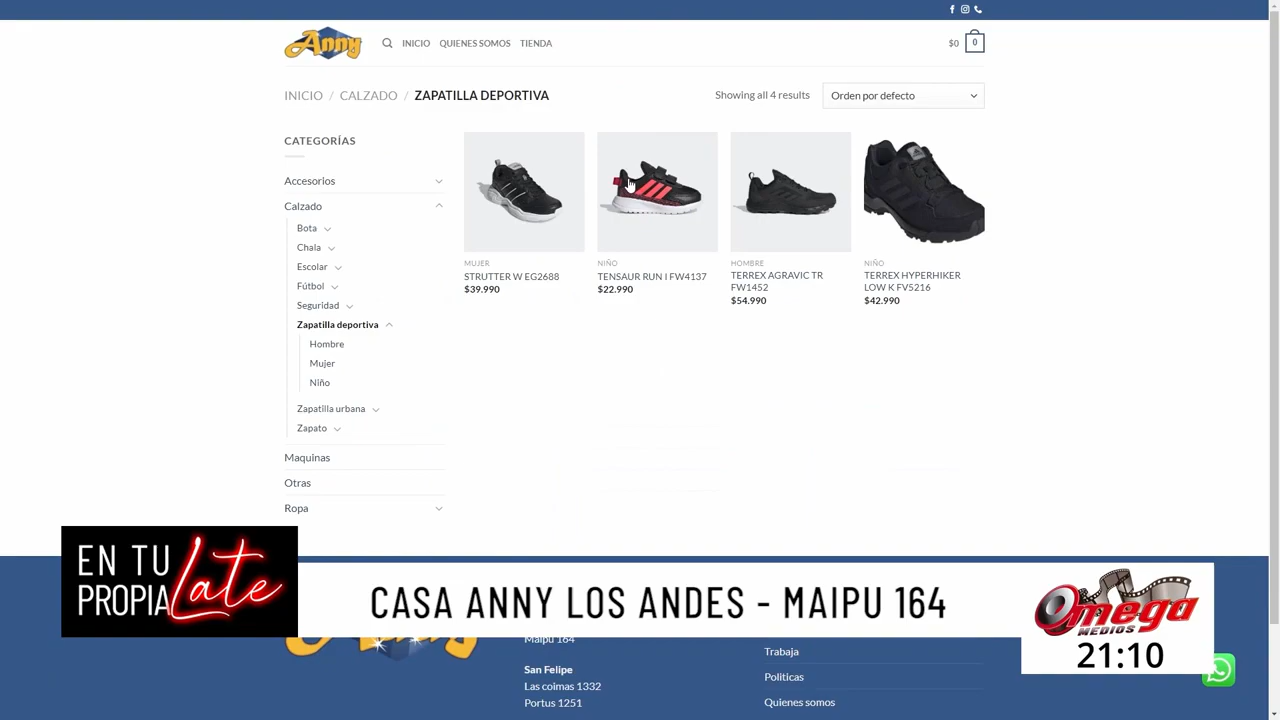 Anny
INICIO
QUIENES SOMOS
TIENDA
$0
0
INICIO / CALZADO / ZAPATILLA DEPORTIVA
Showing all 4 results
Orden por defecto
CATEGORÍAS
Accesorios
Calzado
Bota
Chala
Escolar
Fútbol
Seguridad
Zapatilla deportiva
Hombre
Mujer
Niño
Zapatilla urbana
Zapato
Maquinas
Otras
Ropa
MUJER
STRUTTER W EG2688
$39.990
NIÑO
TENSAUR RUN I FW4137
$22.990
HOMBRE
TERREX AGRAVIC TR
FW1452
$54.990
NIÑO
TERREX HYPERHIKER
LOW K FV5216
$42.990
EN TU
PROPIA Late
CASA ANNY LOS ANDES - MAIPU 164
Omega
MEDIOS
21:10
Maipu 164
San Felipe
Las coimas 1332
Portus 1251
Trabaja
Politicas
Quienes somos